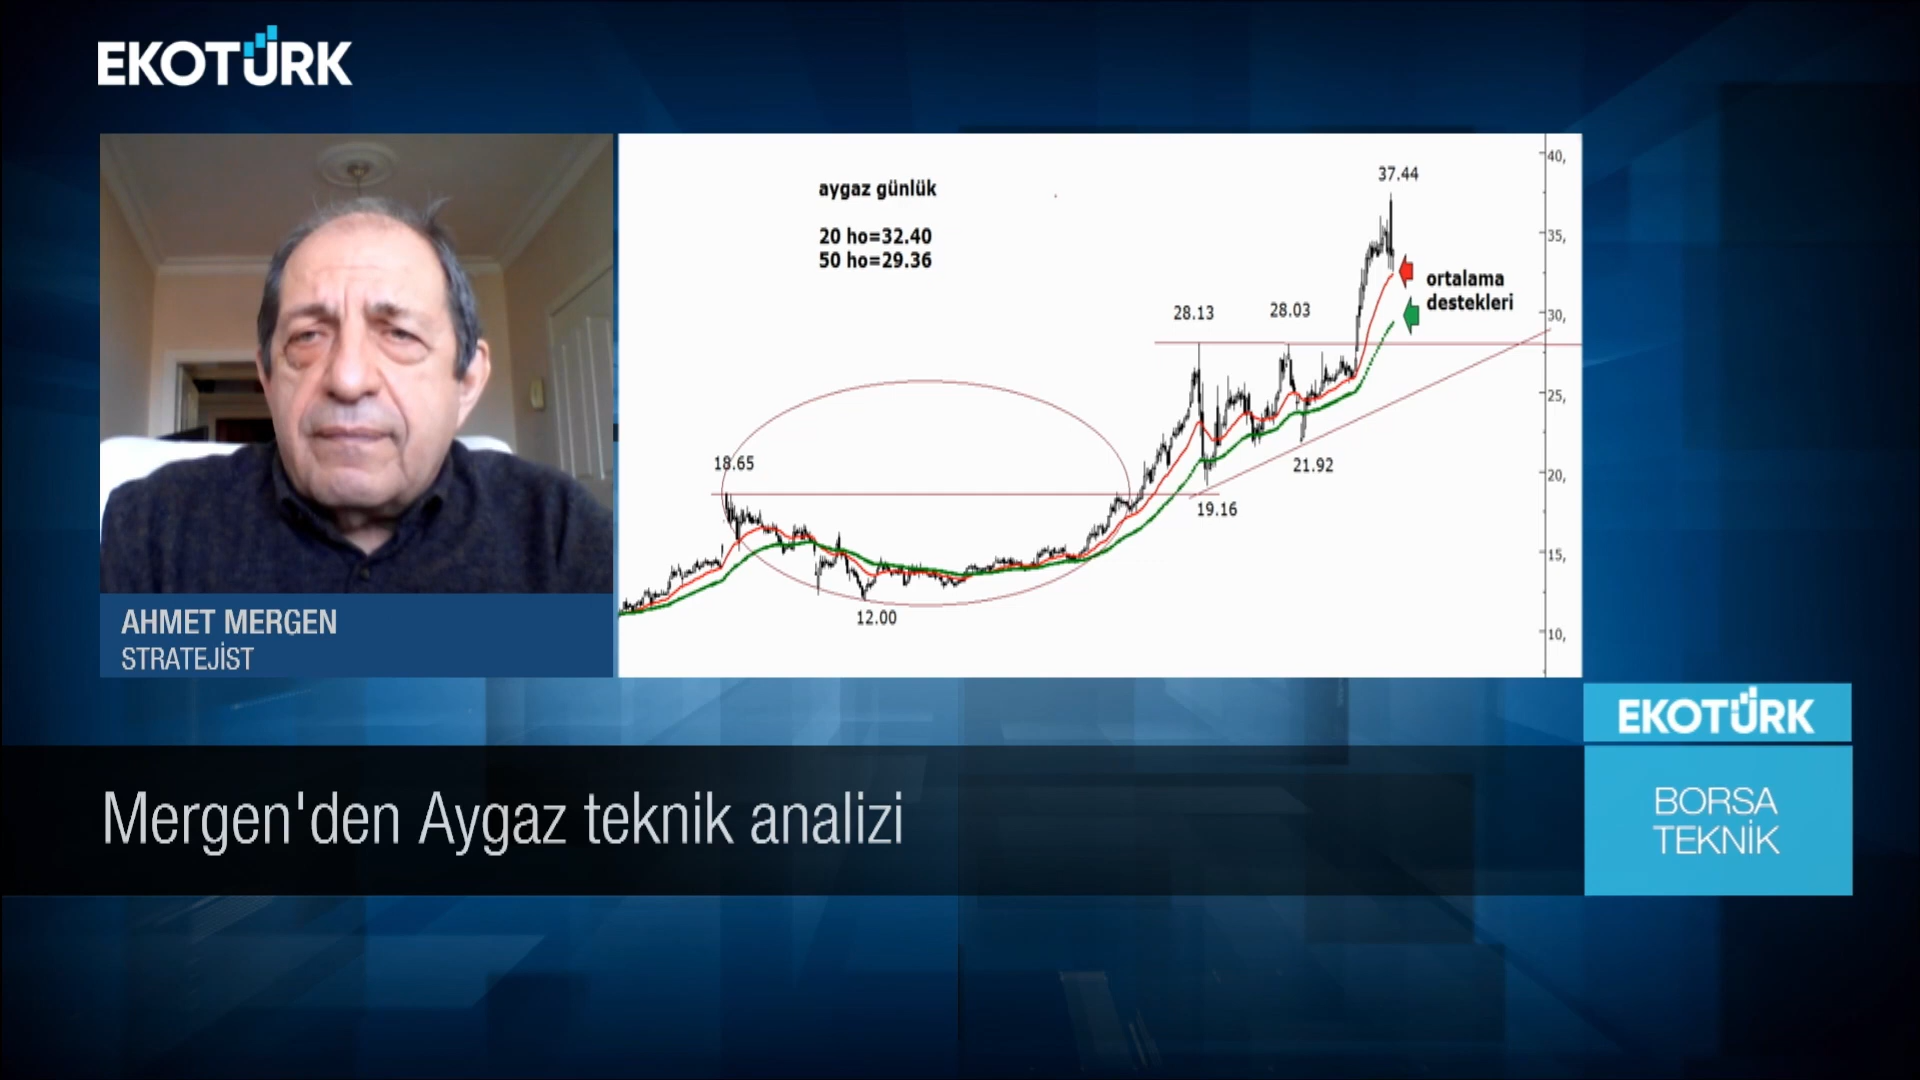 EKOTÜRK
aygaz günlük
20 ho=32.40
50 ho=29.36
37.44
ortalama
destekleri
28.13
28.03
18.65
12.00
19.16
21.92
40,
35,
30,
25,
20,
15,
10,
AHMET MERGEN
STRATEJİST
EKOTÜRK
BORSA
TEKNİK
Mergen'den Aygaz teknik analizi